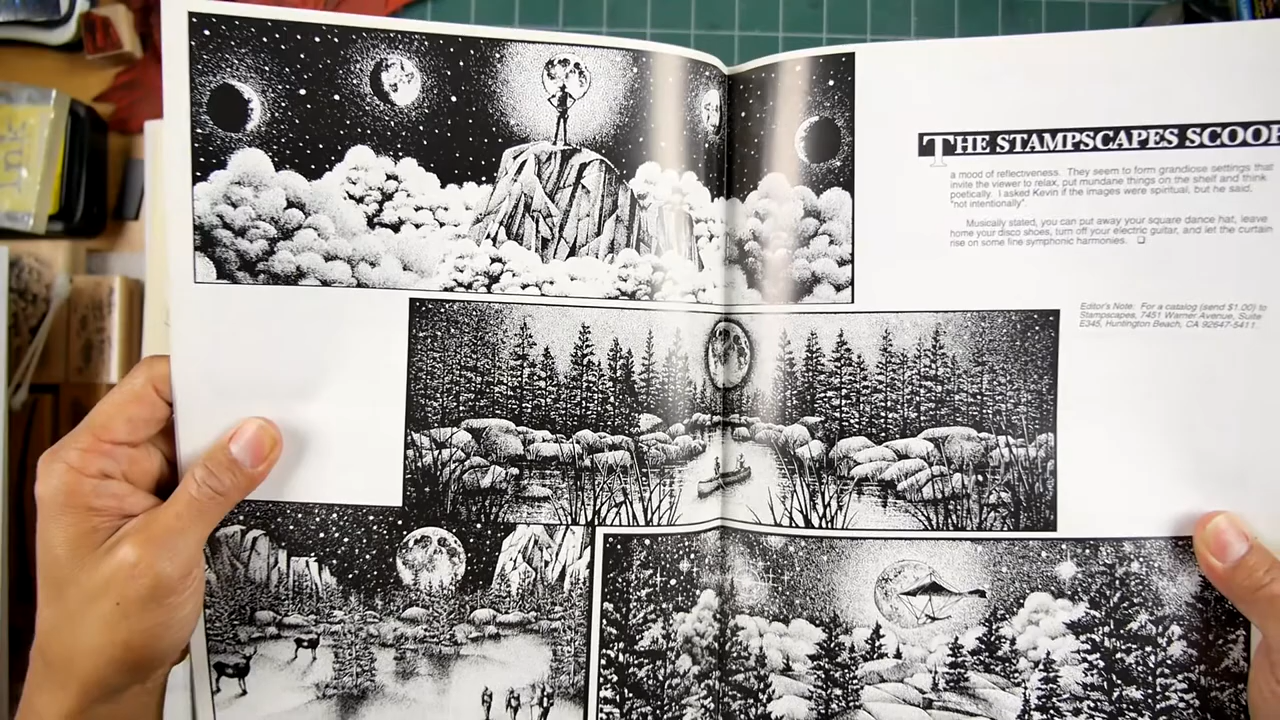 Ink
THE STAMPSCAPES SCOOP
a mood of reflectiveness. They seem to form grandiose settings that
invite the viewer to relax, put mundane things on the shelf and think
poetically. I asked Kevin if the images were spiritual, but he said,
"not intentionally".
Musically stated, you can put away your square dance hat, leave
home your disco shoes, turn off your electric guitar, and let the curtain
rise on some fine symphonic harmonies.
Editor's Note: For a catalog (send $1.00) to
Stampscapes, 7451 Warner Avenue, Suite
E345, Huntington Beach, CA 92647-5411.